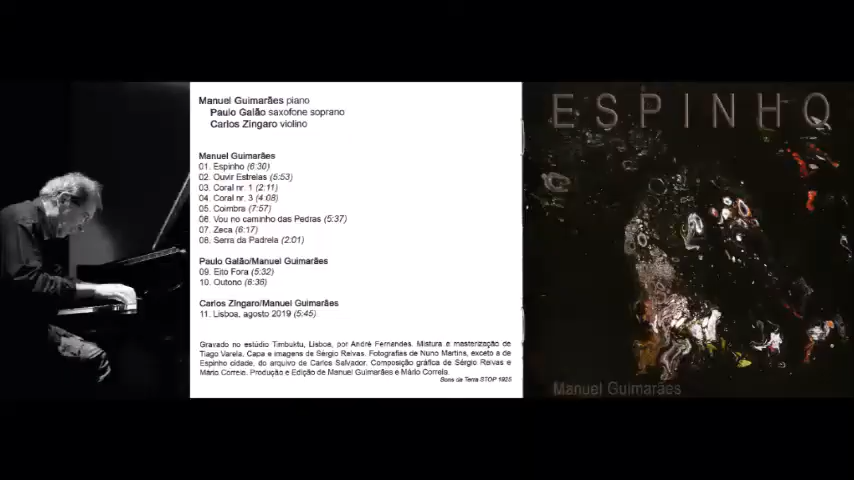 Manuel Guimarães piano
Paulo Galão saxofone soprano
Carlos Zíngaro violino
Manuel Guimarães
01. Espinho (6:30)
02. Ouvir Estrelas (5:53)
03. Coral nr. 1 (2:11)
04. Coral nr. 3 (4:08)
05. Coimbra (7:57)
06. Vou no caminho das Pedras (5:37)
07. Zeca (6:17)
08. Serra da Padrela (2:01)
Paulo Galão/Manuel Guimarães
09. Eito Fora (5:32)
10. Outono (6:36)
Carlos Zíngaro/Manuel Guimarães
11. Lisboa, agosto 2019 (5:45)
Gravado no estúdio Timbuktu, Lisboa, por André Fernandes. Mistura e masterização de
Tiago Varela. Capa e imagens de Sérgio Reivas. Fotografias de Nuno Martins, exceto a de
Espinho cidade, do arquivo de Carlos Salvador. Composição gráfica de Sérgio Reivas e
Mário Correia. Produção e Edição de Manuel Guimarães e Mário Correia.
Sons da Terra STOP 1925
ESPINHO
Manuel Guimarães